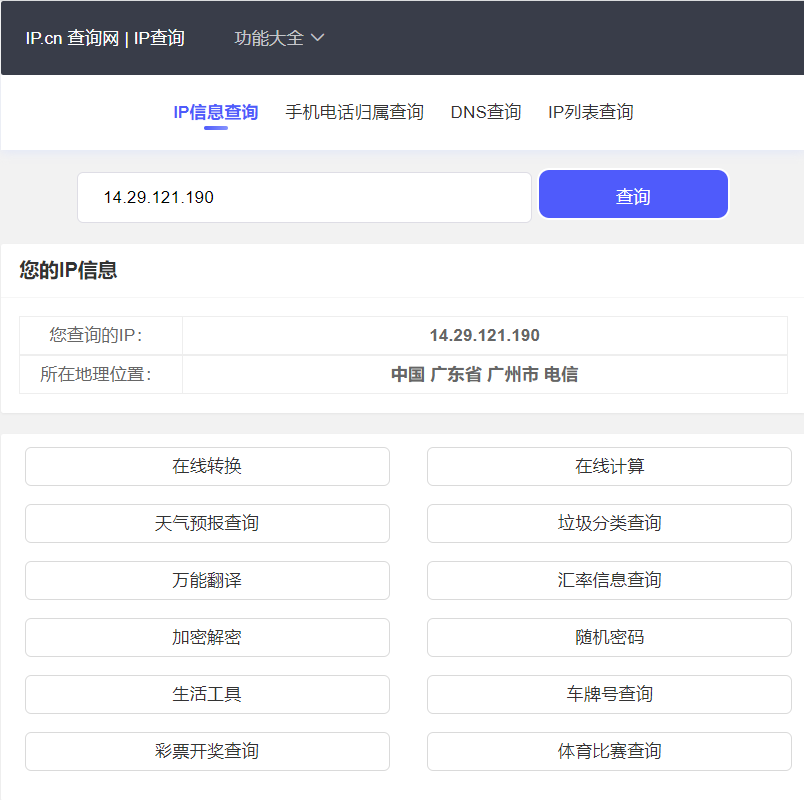 IP.cn 查询网 | IP查询 功能大全
IP信息查询 手机电话归属查询 DNS查询 IP列表查询
14.29.121.190 查询
您的IP信息
您查询的IP： 14.29.121.190
所在地理位置： 中国 广东省 广州市 电信
在线转换 在线计算
天气预报查询 垃圾分类查询
万能翻译 汇率信息查询
加密解密 随机密码
生活工具 车牌号查询
彩票开奖查询 体育比赛查询